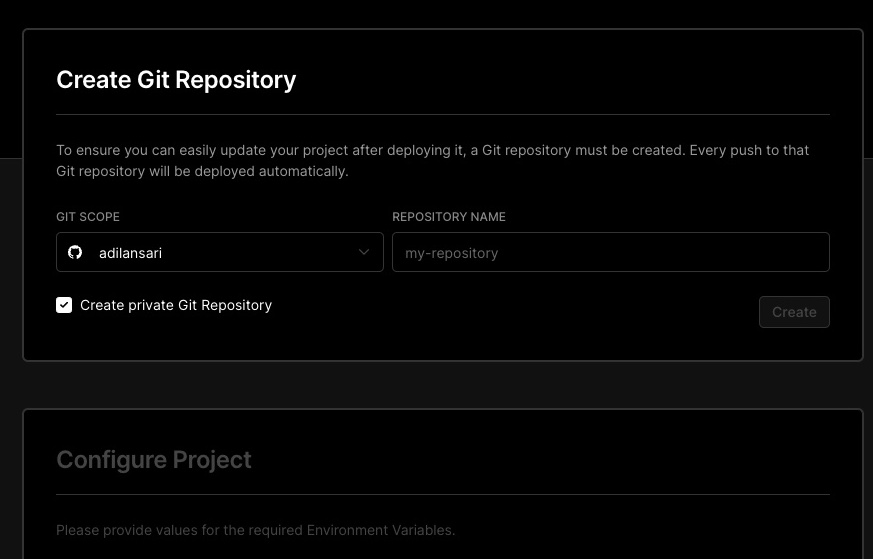 Create Git Repository
To ensure you can easily update your project after deploying it, a Git repository must be created. Every push to that
Git repository will be deployed automatically.
GIT SCOPE
REPOSITORY NAME
adilansari
my-repository
Create private Git Repository
Create
Configure Project
Please provide values for the required Environment Variables.